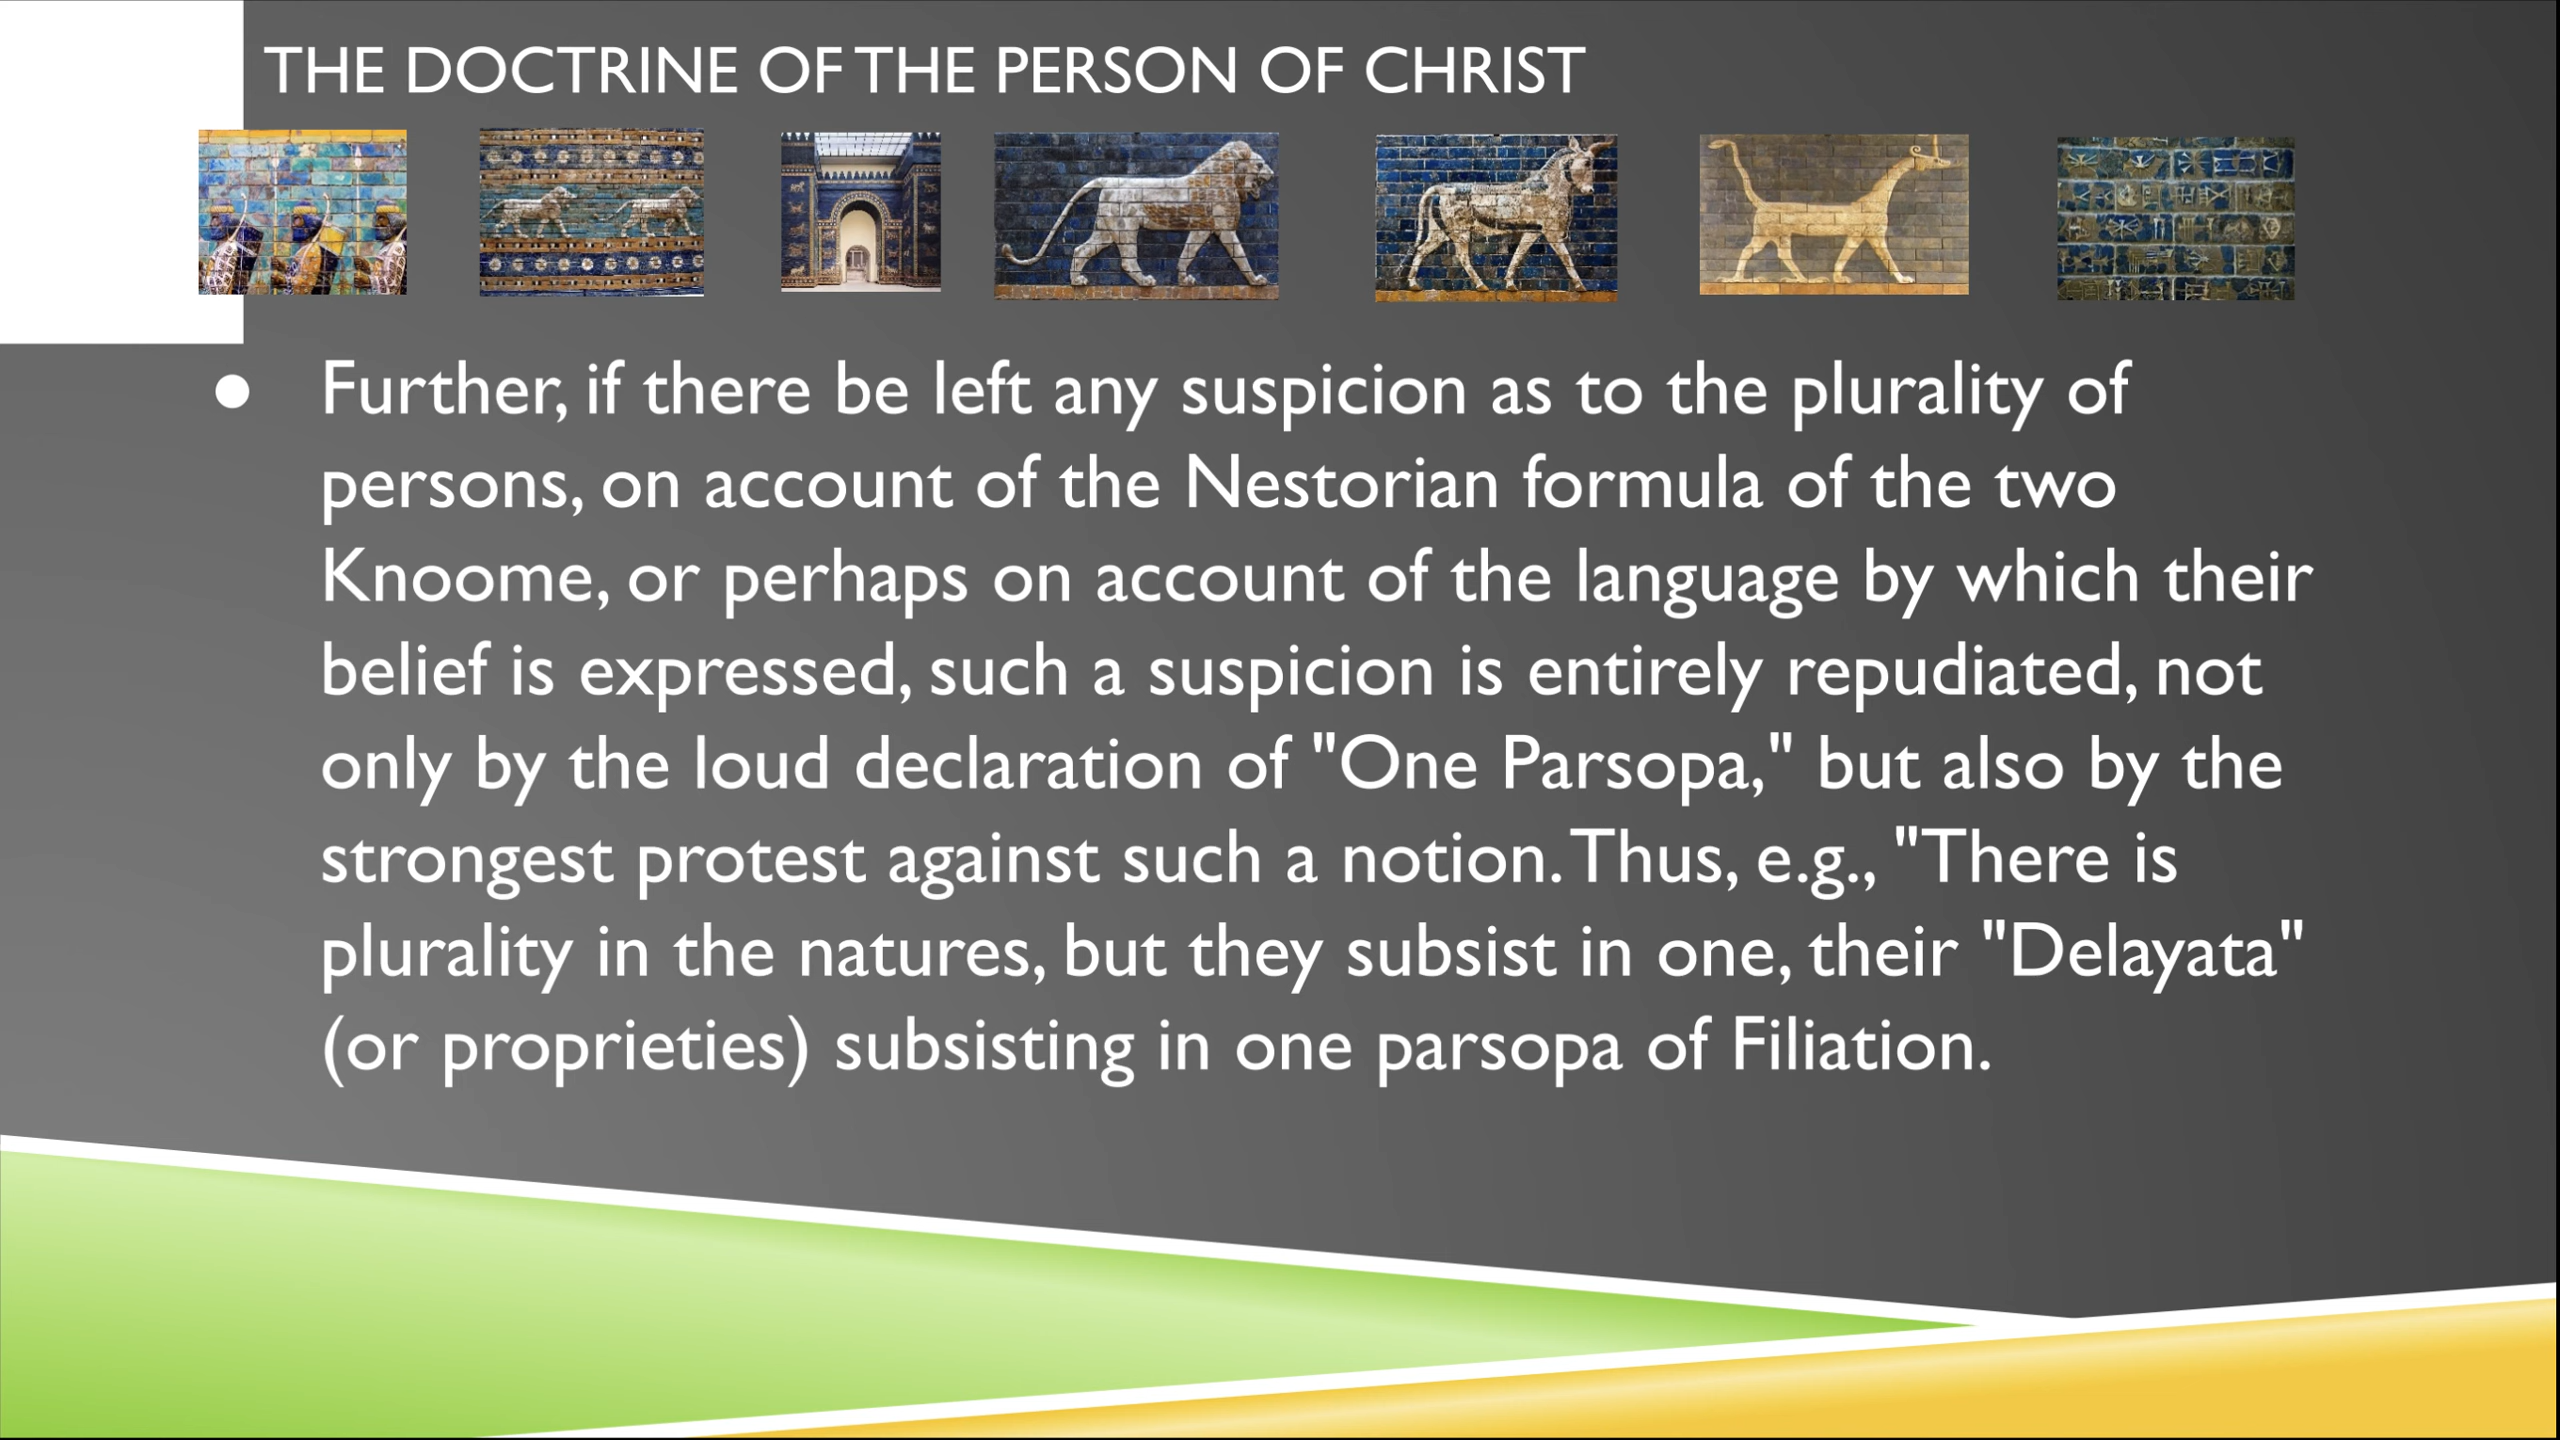 THE DOCTRINE OF THE PERSON OF CHRIST
● Further, if there be left any suspicion as to the plurality of
persons, on account of the Nestorian formula of the two
Knoome, or perhaps on account of the language by which their
belief is expressed, such a suspicion is entirely repudiated, not
only by the loud declaration of "One Parsopa," but also by the
strongest protest against such a notion. Thus, e.g., "There is
plurality in the natures, but they subsist in one, their "Delayata"
(or proprieties) subsisting in one parsopa of Filiation.